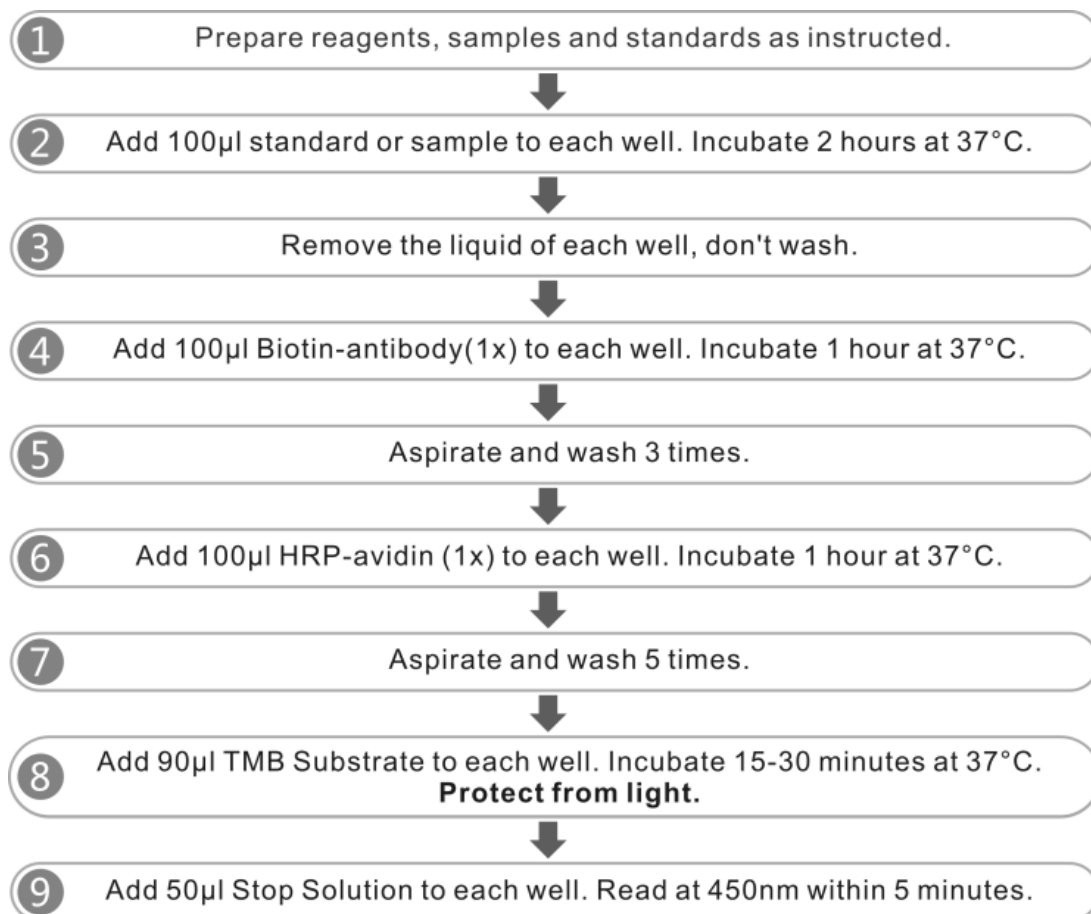 1 Prepare reagents, samples and standards as instructed.
2 Add 100µl standard or sample to each well. Incubate 2 hours at 37°C.
3 Remove the liquid of each well, don't wash.
4 Add 100µl Biotin-antibody(1x) to each well. Incubate 1 hour at 37°C.
5 Aspirate and wash 3 times.
6 Add 100µl HRP-avidin (1x) to each well. Incubate 1 hour at 37°C.
7 Aspirate and wash 5 times.
8 Add 90µl TMB Substrate to each well. Incubate 15-30 minutes at 37°C.
Protect from light.
9 Add 50µl Stop Solution to each well. Read at 450nm within 5 minutes.